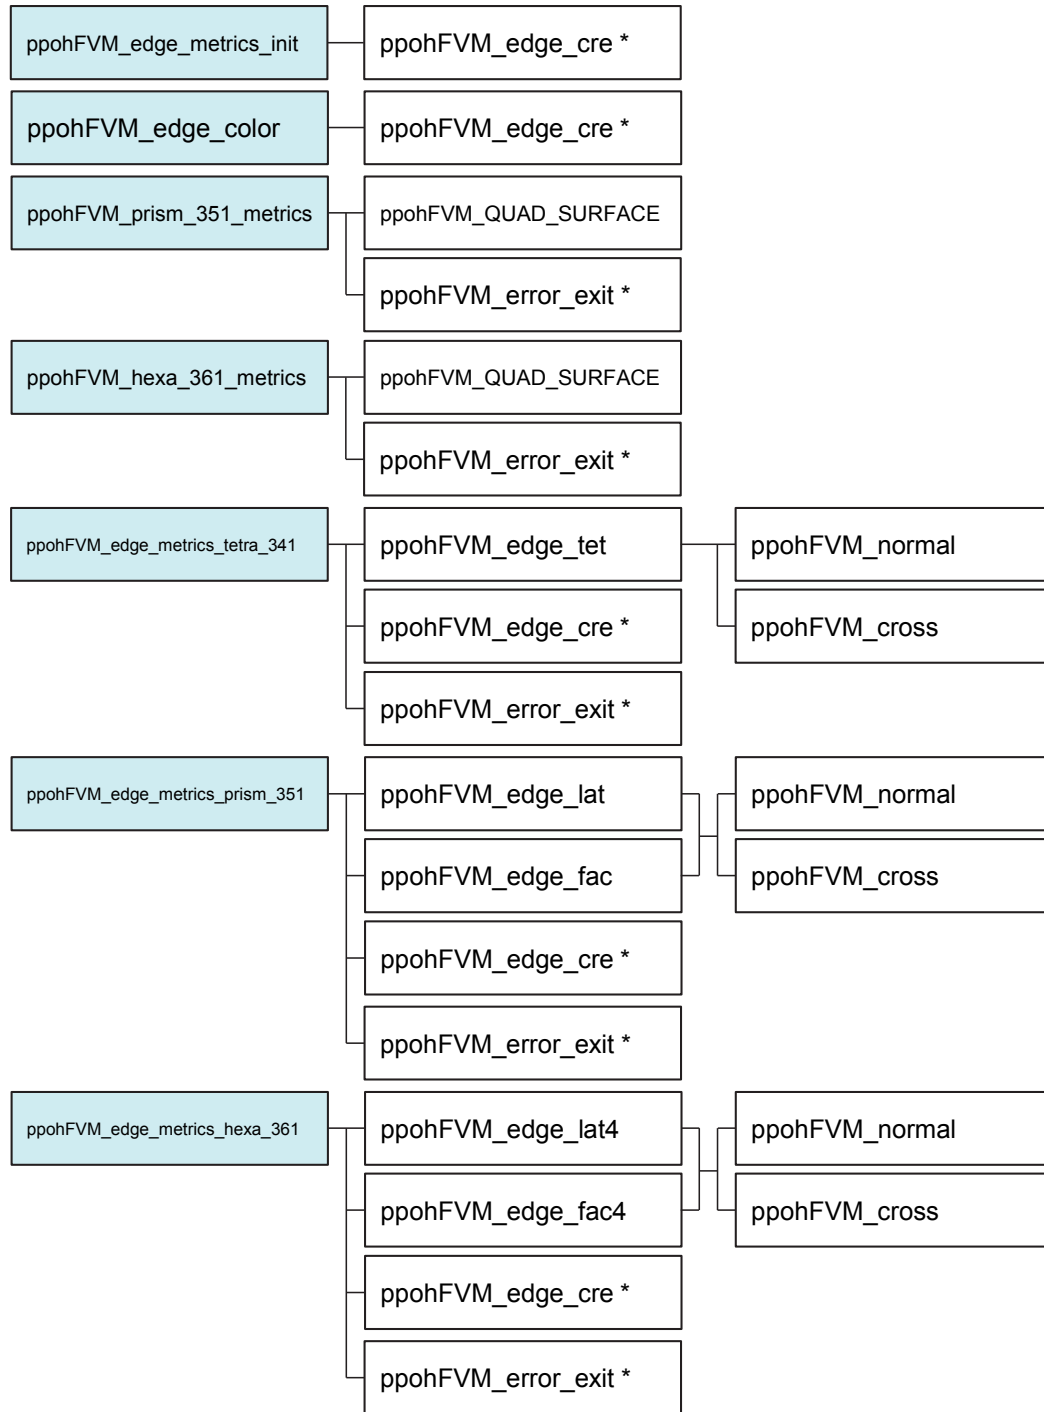 ppohFVM_edge_metrics_init
ppohFVM_edge_cre *
ppohFVM_edge_color
ppohFVM_edge_cre *
ppohFVM_prism_351_metrics
ppohFVM_QUAD_SURFACE
ppohFVM_error_exit *
ppohFVM_hexa_361_metrics
ppohFVM_QUAD_SURFACE
ppohFVM_error_exit *
ppohFVM_edge_metrics_tetra_341
ppohFVM_edge_tet
ppohFVM_normal
ppohFVM_edge_cre *
ppohFVM_cross
ppohFVM_error_exit *
ppohFVM_edge_metrics_prism_351
ppohFVM_edge_lat
ppohFVM_normal
ppohFVM_edge_fac
ppohFVM_cross
ppohFVM_edge_cre *
ppohFVM_error_exit *
ppohFVM_edge_metrics_hexa_361
ppohFVM_edge_lat4
ppohFVM_normal
ppohFVM_edge_fac4
ppohFVM_cross
ppohFVM_edge_cre *
ppohFVM_error_exit *